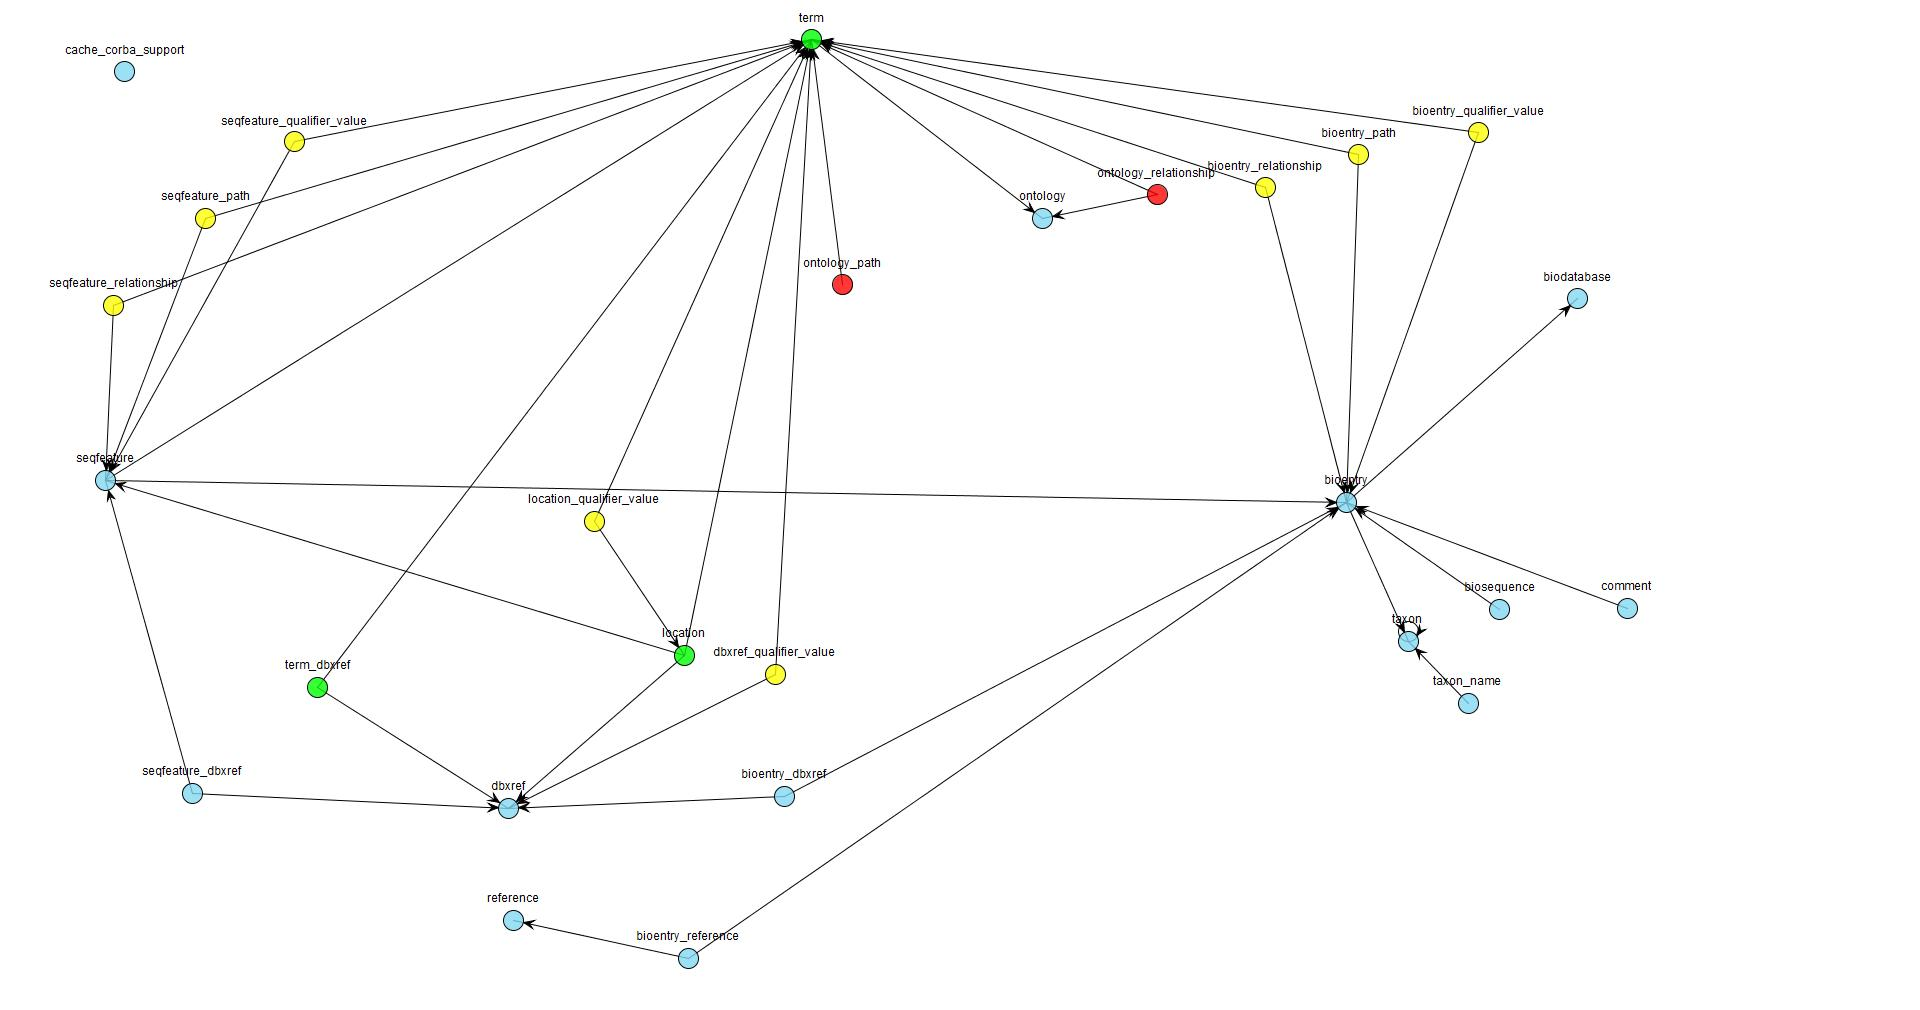 term
cache_corba_support
bioentry_qualifier_value
seqfeature_qualifier_value
bioentry_path
bioentry_relationship
ontology_relationship
seqfeature_path
ontology
ontology_path
biodatabase
seqfeature_relationship
seqfeature
bioentry
location_qualifier_value
biosequence
comment
taxon
location
dbxref_qualifier_value
term_dbxref
taxon_name
seqfeature_dbxref
bioentry_dbxref
dbxref
reference
bioentry_reference